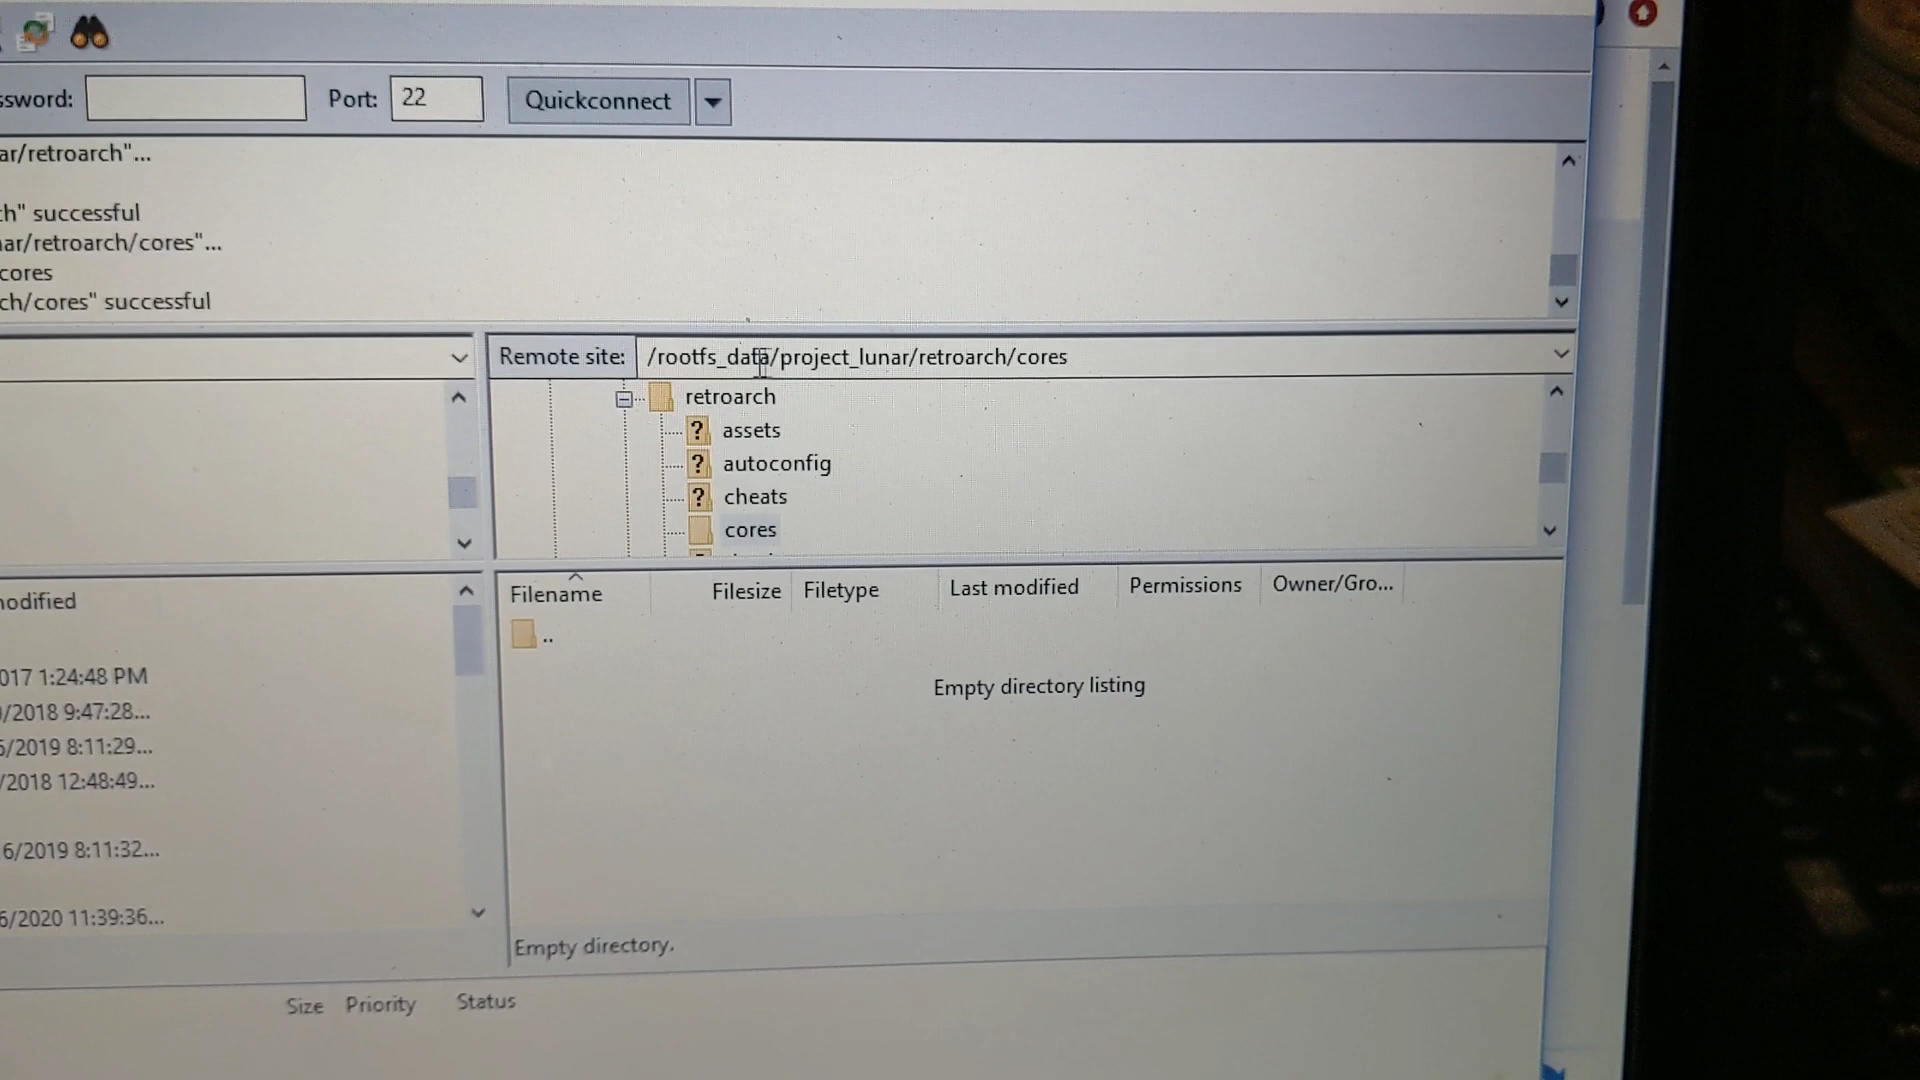 ssword:
Port: 22 Quickconnect
ar/retroarch"...
ch" successful
nar/retroarch/cores"...
cores
ch/cores" successful
Remote site: /rootfs_data/project_lunar/retroarch/cores
retroarch
assets
autoconfig
cheats
cores
odified
017 1:24:48 PM
/2018 9:47:28...
6/2019 8:11:29...
/2018 12:48:49...
6/2019 8:11:32...
6/2020 11:39:36...
Filename Filesize Filetype Last modified Permissions Owner/Gro...
..
Empty directory listing
Empty directory.
Size Priority Status